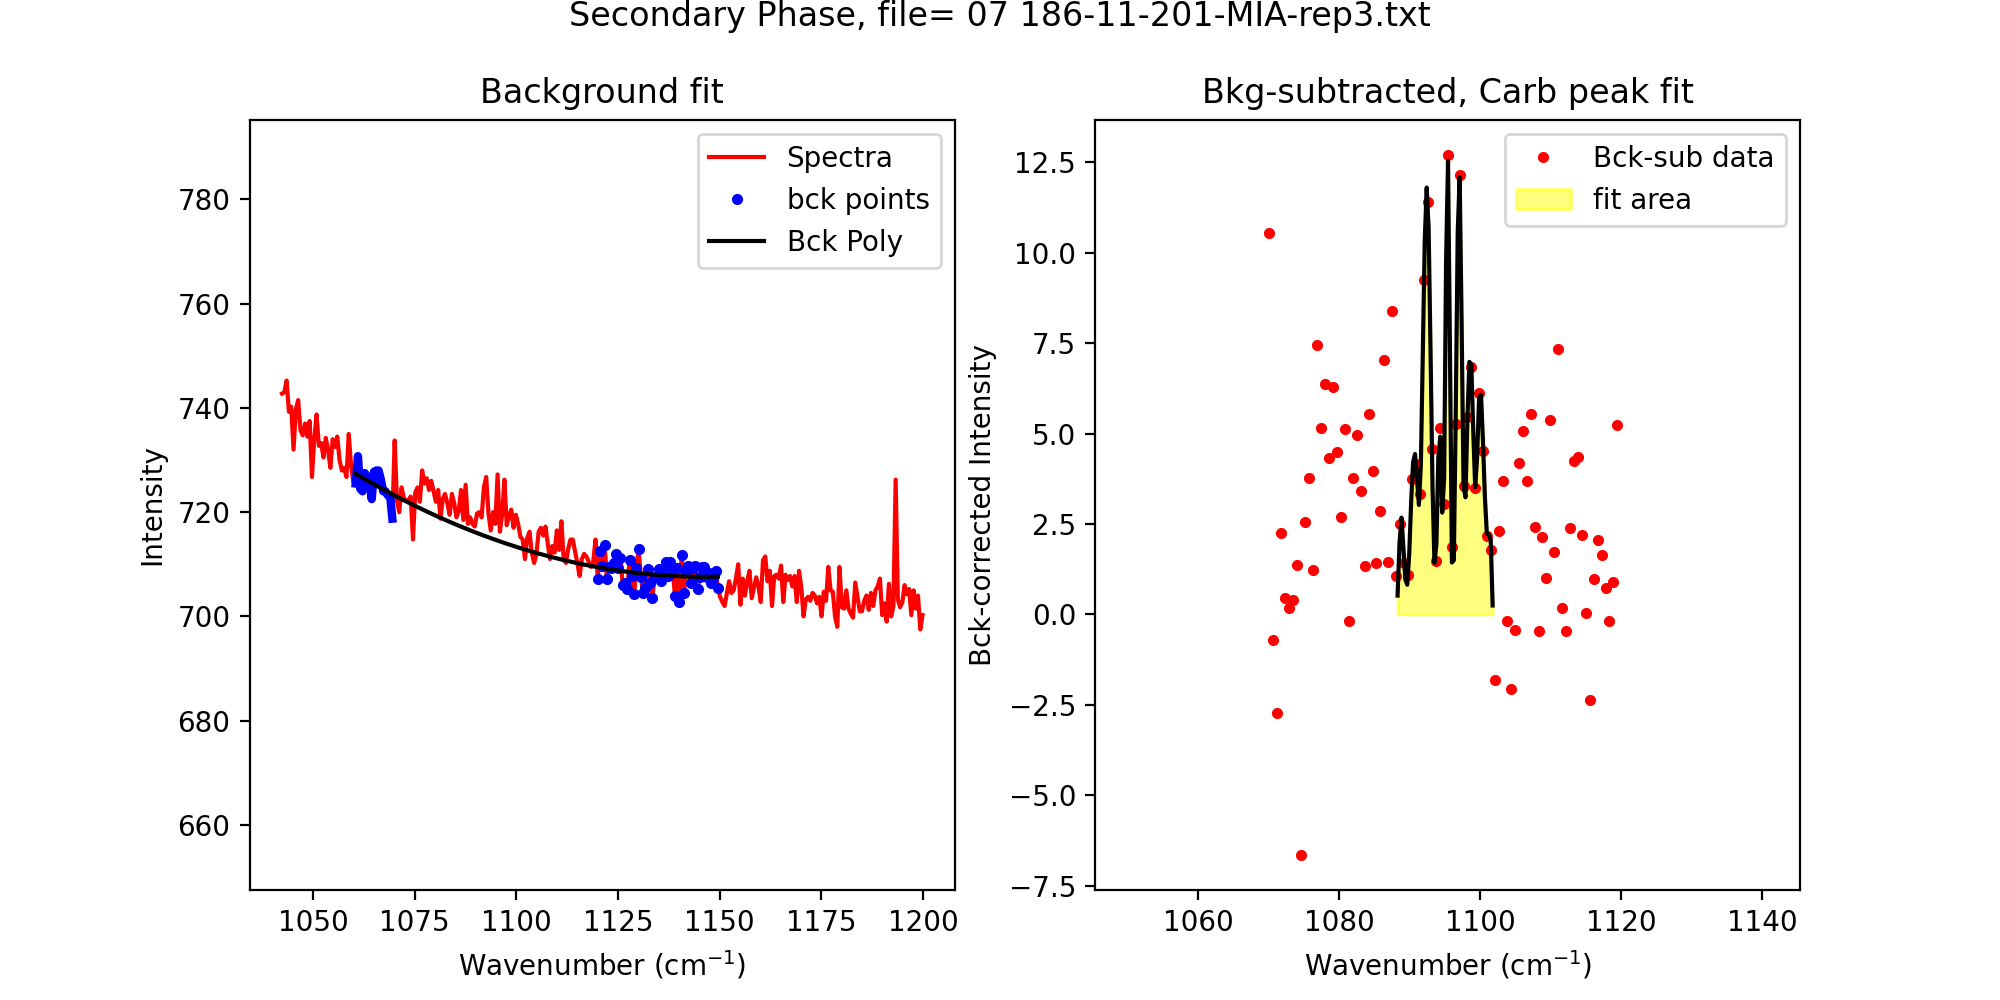 Secondary Phase, file= 07 186-11-201-MIA-rep3.txt
Background fit
Spectra
bck points
Bck Poly
Intensity
780
760
740
720
700
680
660
1050 1075 1100 1125 1150 1175 1200
Wavenumber (cm⁻¹)
Bkg-subtracted, Carb peak fit
Bck-sub data
fit area
Bck-corrected Intensity
12.5
10.0
7.5
5.0
2.5
0.0
−2.5
−5.0
−7.5
1060 1080 1100 1120 1140
Wavenumber (cm⁻¹)